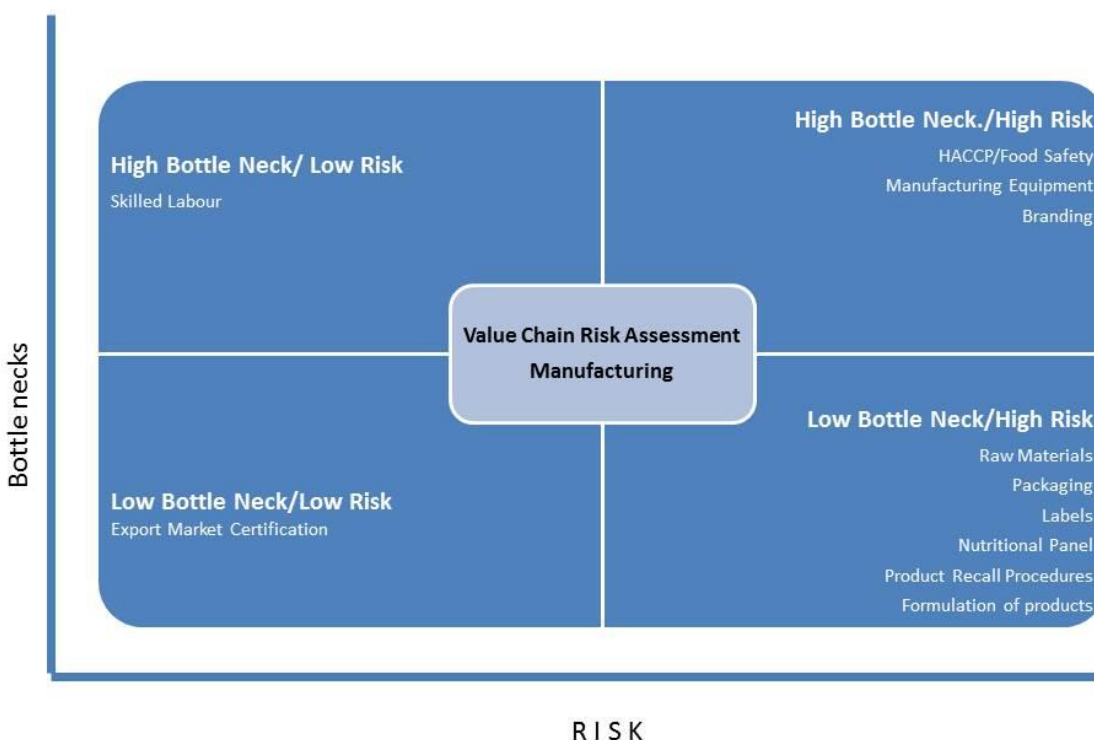 High Bottle Neck/ Low Risk
Skilled Labour
High Bottle Neck./High Risk
HACCP/Food Safety
Manufacturing Equipment
Branding
Value Chain Risk Assessment
Manufacturing
Low Bottle Neck/Low Risk
Export Market Certification
Low Bottle Neck/High Risk
Raw Materials
Packaging
Labels
Nutritional Panel
Product Recall Procedures
Formulation of products
Bottle necks
R I S K